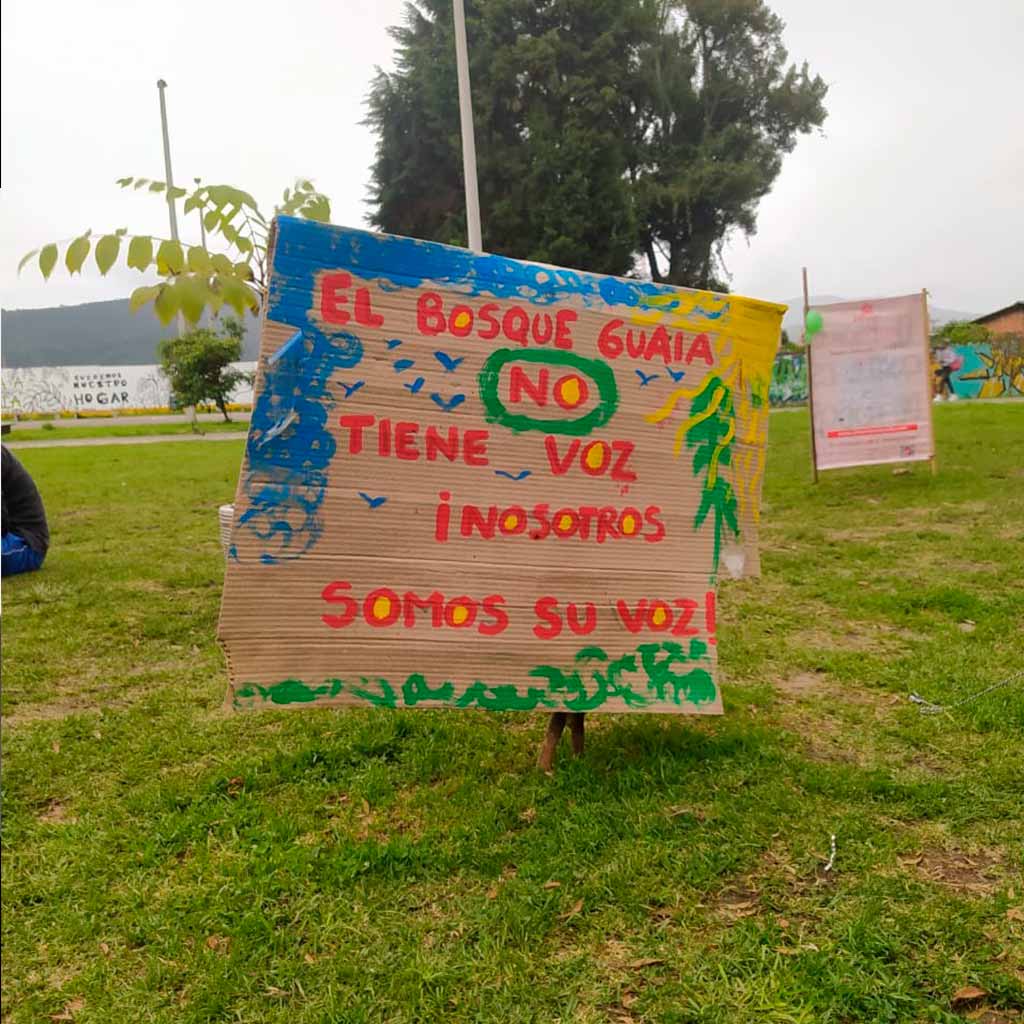 EL BOSQUE GUAIA
NO
TIENE VOZ
¡NOSOTROS
SOMOS SU VOZ!
NUESTRO
HOGAR